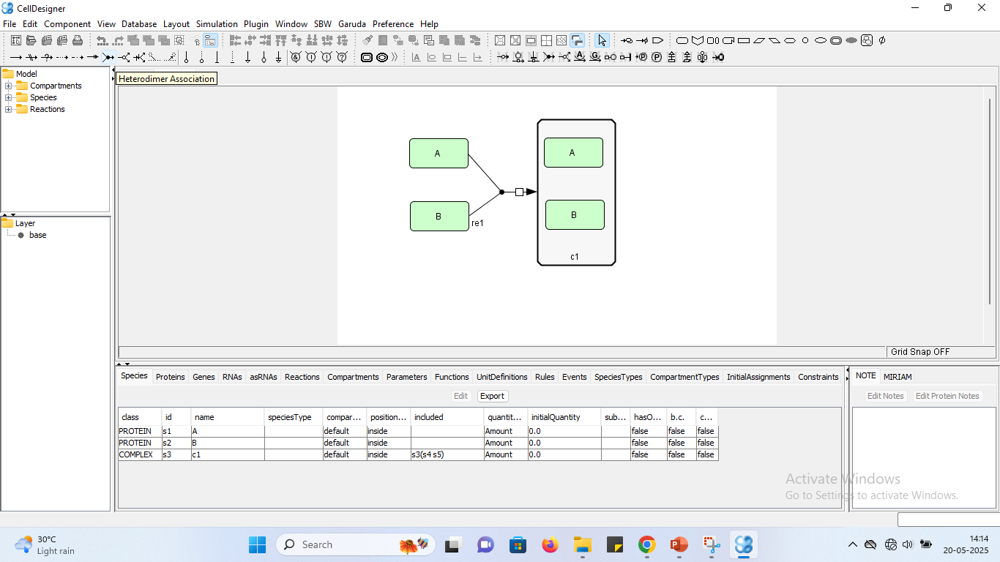 CellDesigner
File Edit Component View Database Layout Simulation Plugin Window SBW Garuda Preference Help
Model
Compartments
Species
Reactions
Heterodimer Association
Layer
base
A
A
B
B
re1
c1
Grid Snap OFF
Species Proteins Genes RNAs asRNAs Reactions Compartments Parameters Functions UnitDefinitions Rules Events SpeciesTypes CompartmentTypes InitialAssignments Constraints
Edit Export
class id name speciesType compar... position... included quantit... initialQuantity sub... hasO... b.c. c...
PROTEIN s1 A default inside Amount 0.0 false false false
PROTEIN s2 B default inside Amount 0.0 false false false
COMPLEX s3 c1 default inside s3(s4 s5) Amount 0.0 false false false
NOTE MIRIAM
Edit Notes Edit Protein Notes
Activate Windows
Go to Settings to activate Windows.
30°C
Light rain
Search
14:14
20-05-2025